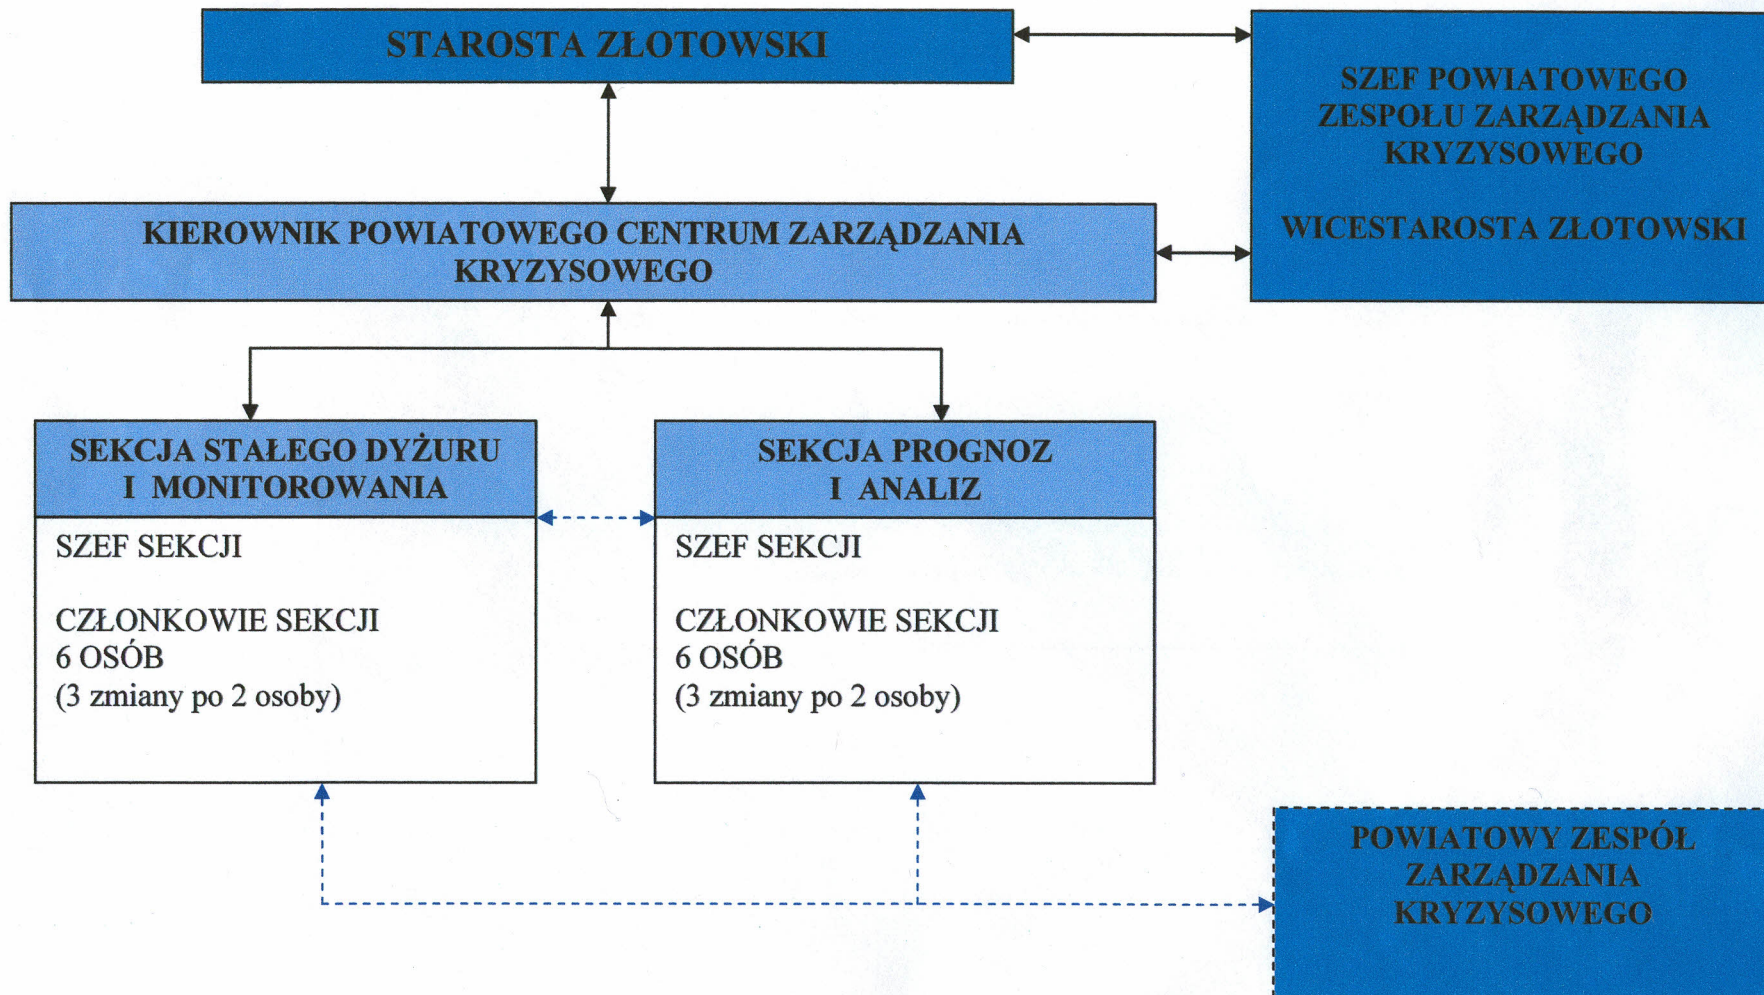 STAROSTA ZŁOTOWSKI
SZEF POWIATOWEGO
ZESPOŁU ZARZĄDZANIA
KRYZYSOWEGO
WICESTAROSTA ZŁOTOWSKI
KIEROWNIK POWIATOWEGO CENTRUM ZARZĄDZANIA
KRYZYSOWEGO
SEKCJA STAŁEGO DYŻURU
I MONITOROWANIA
SZEF SEKCJI
CZŁONKOWIE SEKCJI
6 OSÓB
(3 zmiany po 2 osoby)
SEKCJA PROGNOZ
I ANALIZ
SZEF SEKCJI
CZŁONKOWIE SEKCJI
6 OSÓB
(3 zmiany po 2 osoby)
POWIATOWY ZESPÓŁ
ZARZĄDZANIA
KRYZYSOWEGO